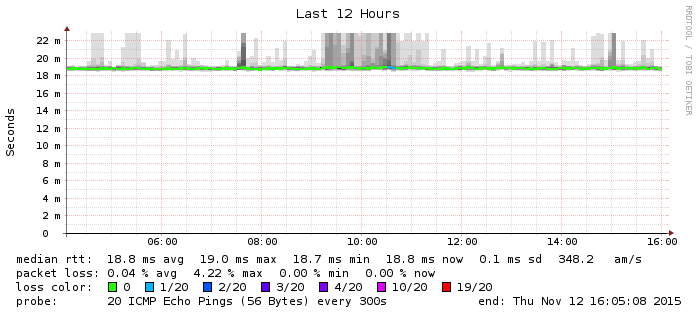 Last 12 Hours
RRDTOOL / TOBI OETIKER
Seconds
22 m
20 m
18 m
16 m
14 m
12 m
10 m
8 m
6 m
4 m
2 m
0
06:00 08:00 10:00 12:00 14:00 16:00
median rtt: 18.8 ms avg 19.0 ms max 18.7 ms min 18.8 ms now 0.1 ms sd 348.2 am/s
packet loss: 0.04 % avg 4.22 % max 0.00 % min 0.00 % now
loss color: 0 1/20 2/20 3/20 4/20 10/20 19/20
probe: 20 ICMP Echo Pings (56 Bytes) every 300s end: Thu Nov 12 16:05:08 2015